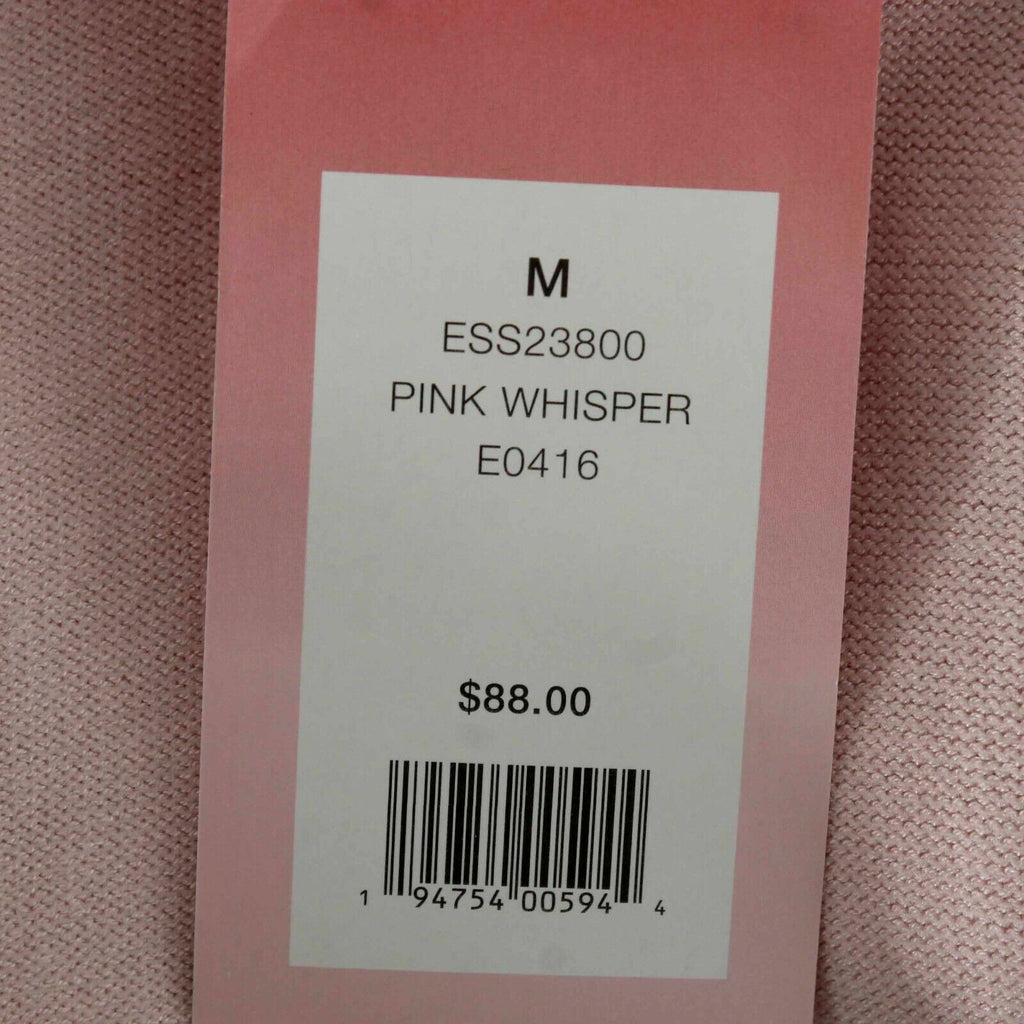 M
ESS23800
PINK WHISPER
E0416
$88.00
1 94754 00594 4